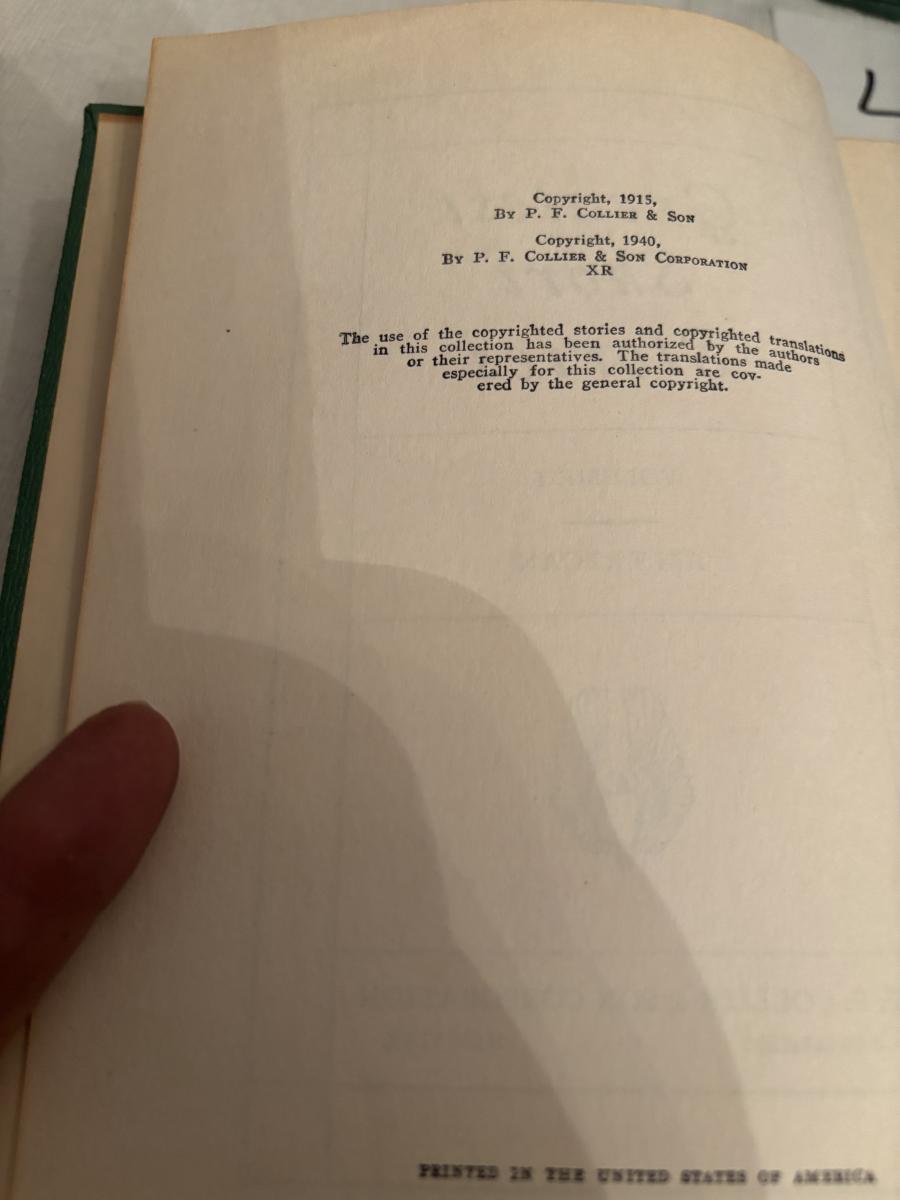 Copyright, 1915,
By P. F. Collier & Son
Copyright, 1940,
By P. F. Collier & Son Corporation
XR
The use of the copyrighted stories and copyrighted translations
in this collection has been authorized by the authors
or their representatives. The translations made
especially for this collection are cov-
ered by the general copyright.
PRINTED IN THE UNITED STATES OF AMERICA